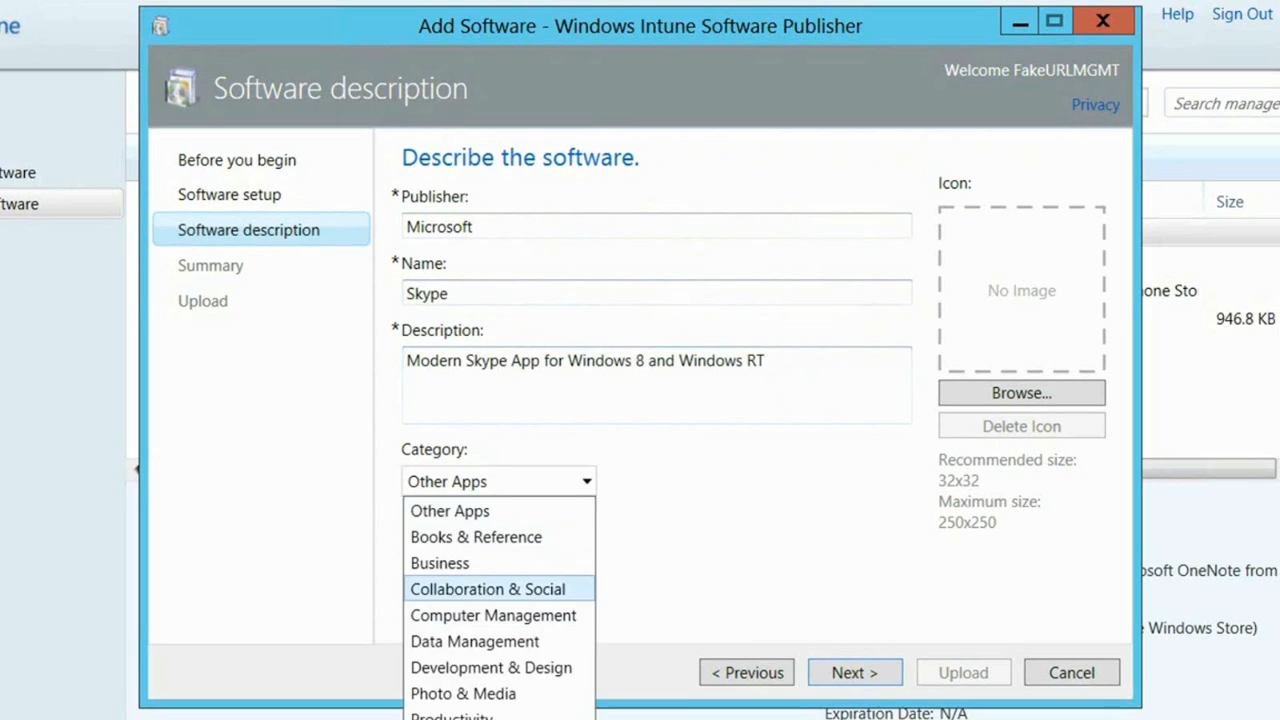 ne
Add Software - Windows Intune Software Publisher
Help
Sign Out
Software description
Welcome FakeURLMGMT
Privacy
Search manage
Before you begin
Software setup
Software description
Summary
Upload
tware
tware
Describe the software.
*Publisher:
Microsoft
*Name:
Skype
*Description:
Modern Skype App for Windows 8 and Windows RT
Category:
Other Apps
Other Apps
Books & Reference
Business
Collaboration & Social
Computer Management
Data Management
Development & Design
Photo & Media
Productivity
Icon:
No Image
Browse...
Delete Icon
Recommended size:
32x32
Maximum size:
250x250
Size
one Sto
946.8 KB
osoft OneNote from
Windows Store)
< Previous
Next >
Upload
Cancel
Expiration Date: N/A